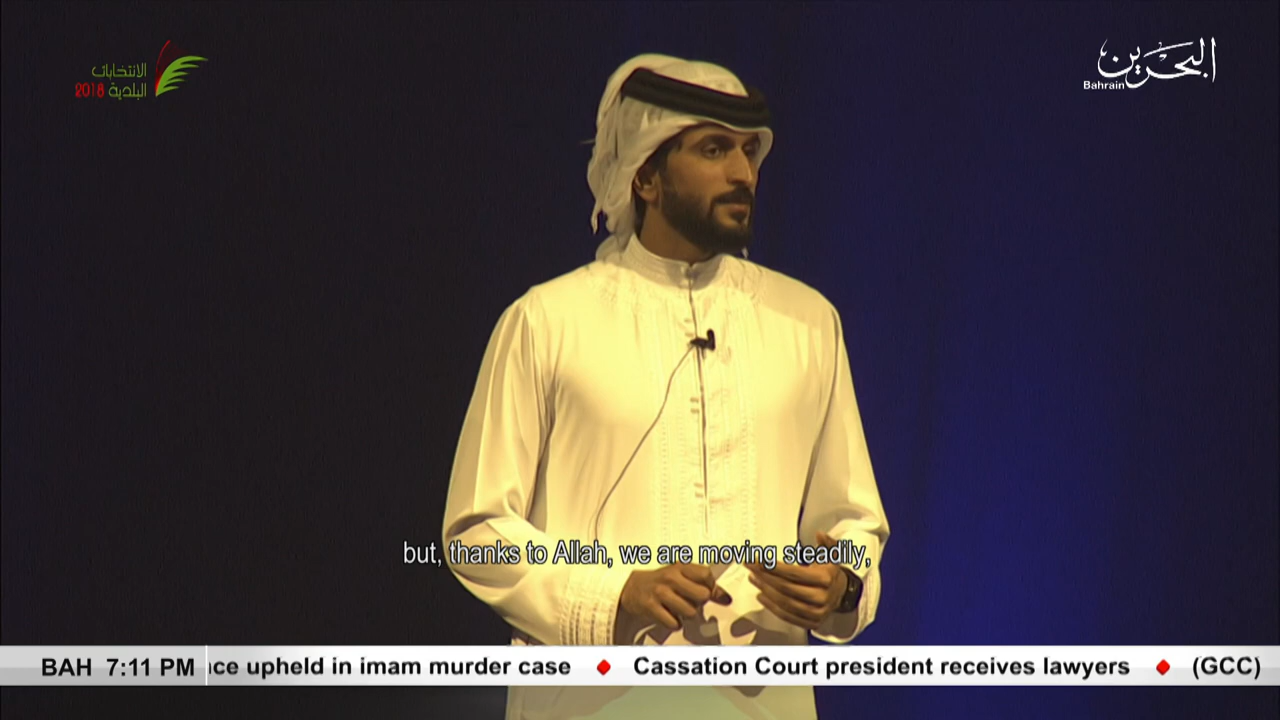 الانتخابات
البلدية 2018
البحرين
Bahrain
but, thanks to Allah, we are moving steadily,
BAH 7:11 PM
upheld in imam murder case
Cassation Court president receives lawyers
(GCC)